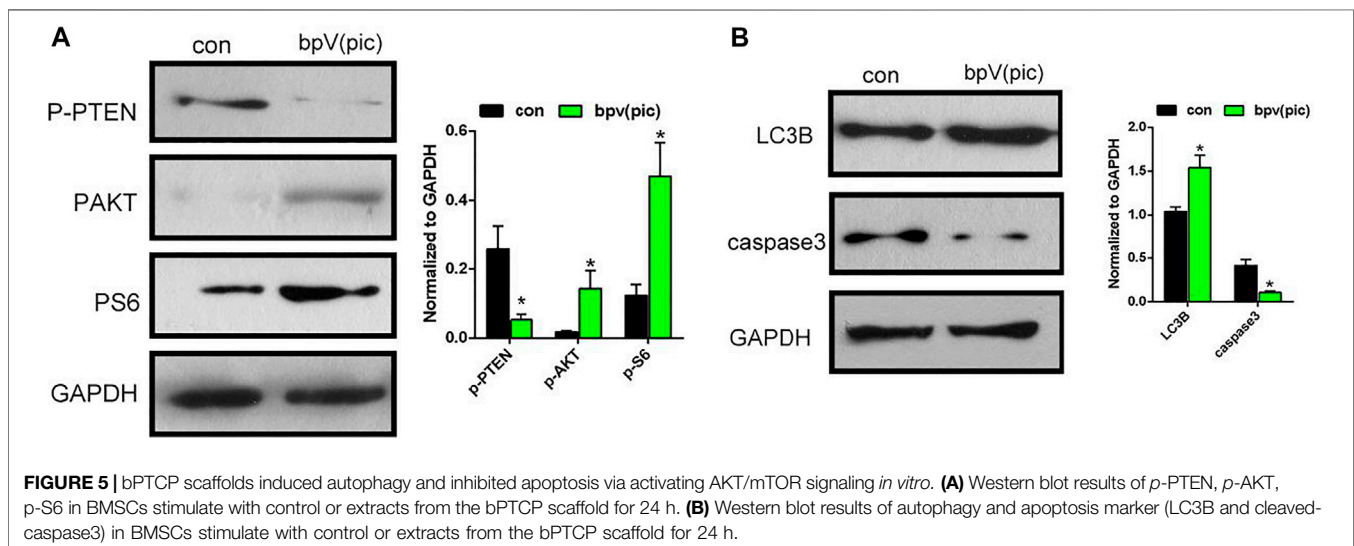 A
con bpV(pic)
P-PTEN
PAKT
PS6
GAPDH
con bpv(pic)
Normalized to GAPDH
0.6
0.4
0.2
0.0
*
*
*
p-PTEN p-AKT p-S6
B
con bpV(pic)
LC3B
caspase3
GAPDH
con bpv(pic)
Normalized to GAPDH
2.0
1.5
1.0
0.5
0.0
*
*
LC3B caspase3
FIGURE 5 | bPTCP scaffolds induced autophagy and inhibited apoptosis via activating AKT/mTOR signaling in vitro. (A) Western blot results of p-PTEN, p-AKT,
p-S6 in BMSCs stimulate with control or extracts from the bPTCP scaffold for 24 h. (B) Western blot results of autophagy and apoptosis marker (LC3B and cleaved-
caspase3) in BMSCs stimulate with control or extracts from the bPTCP scaffold for 24 h.